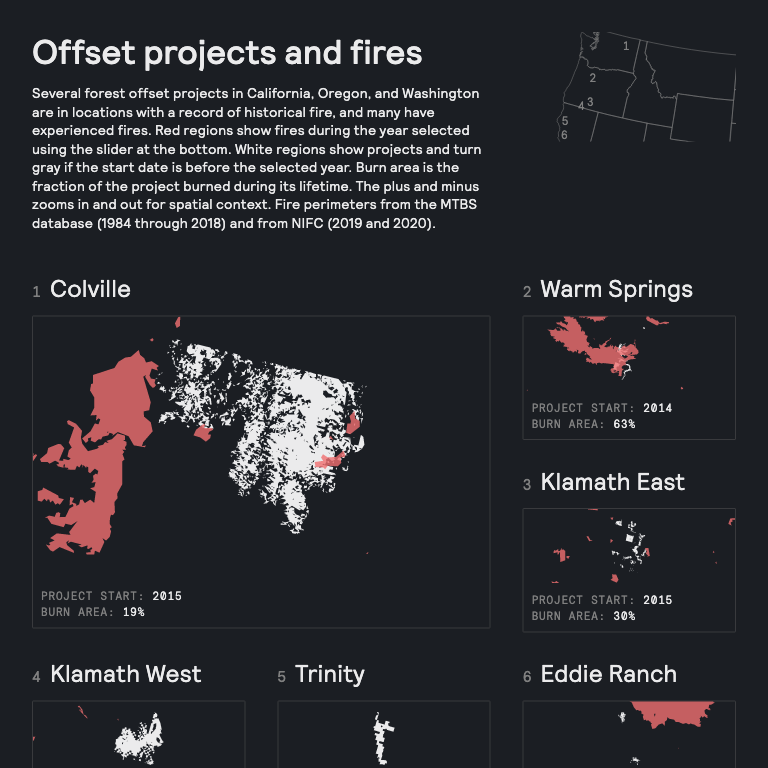 Offset projects and fires
Several forest offset projects in California, Oregon, and Washington
are in locations with a record of historical fire, and many have
experienced fires. Red regions show fires during the year selected
using the slider at the bottom. White regions show projects and turn
gray if the start date is before the selected year. Burn area is the
fraction of the project burned during its lifetime. The plus and minus
zooms in and out for spatial context. Fire perimeters from the MTBS
database (1984 through 2018) and from NIFC (2019 and 2020).
1
2
3
4
5
6
1 Colville
PROJECT START: 2015
BURN AREA: 19%
2 Warm Springs
PROJECT START: 2014
BURN AREA: 63%
3 Klamath East
PROJECT START: 2015
BURN AREA: 30%
4 Klamath West
5 Trinity
6 Eddie Ranch